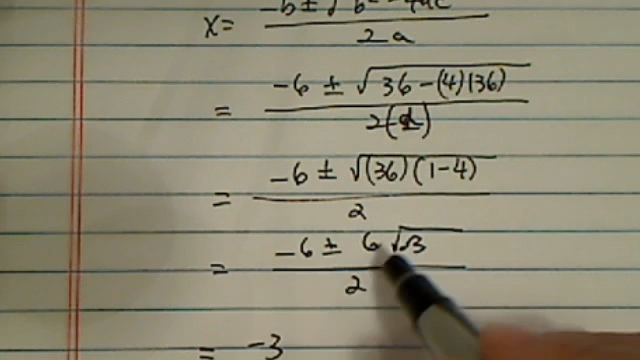 x = (-b ± √b² - 4ac) / 2a
= (-6 ± √36 - (4)(36)) / 2(1)
= (-6 ± √(36)(1-4)) / 2
= (-6 ± 6√-3) / 2
= -3